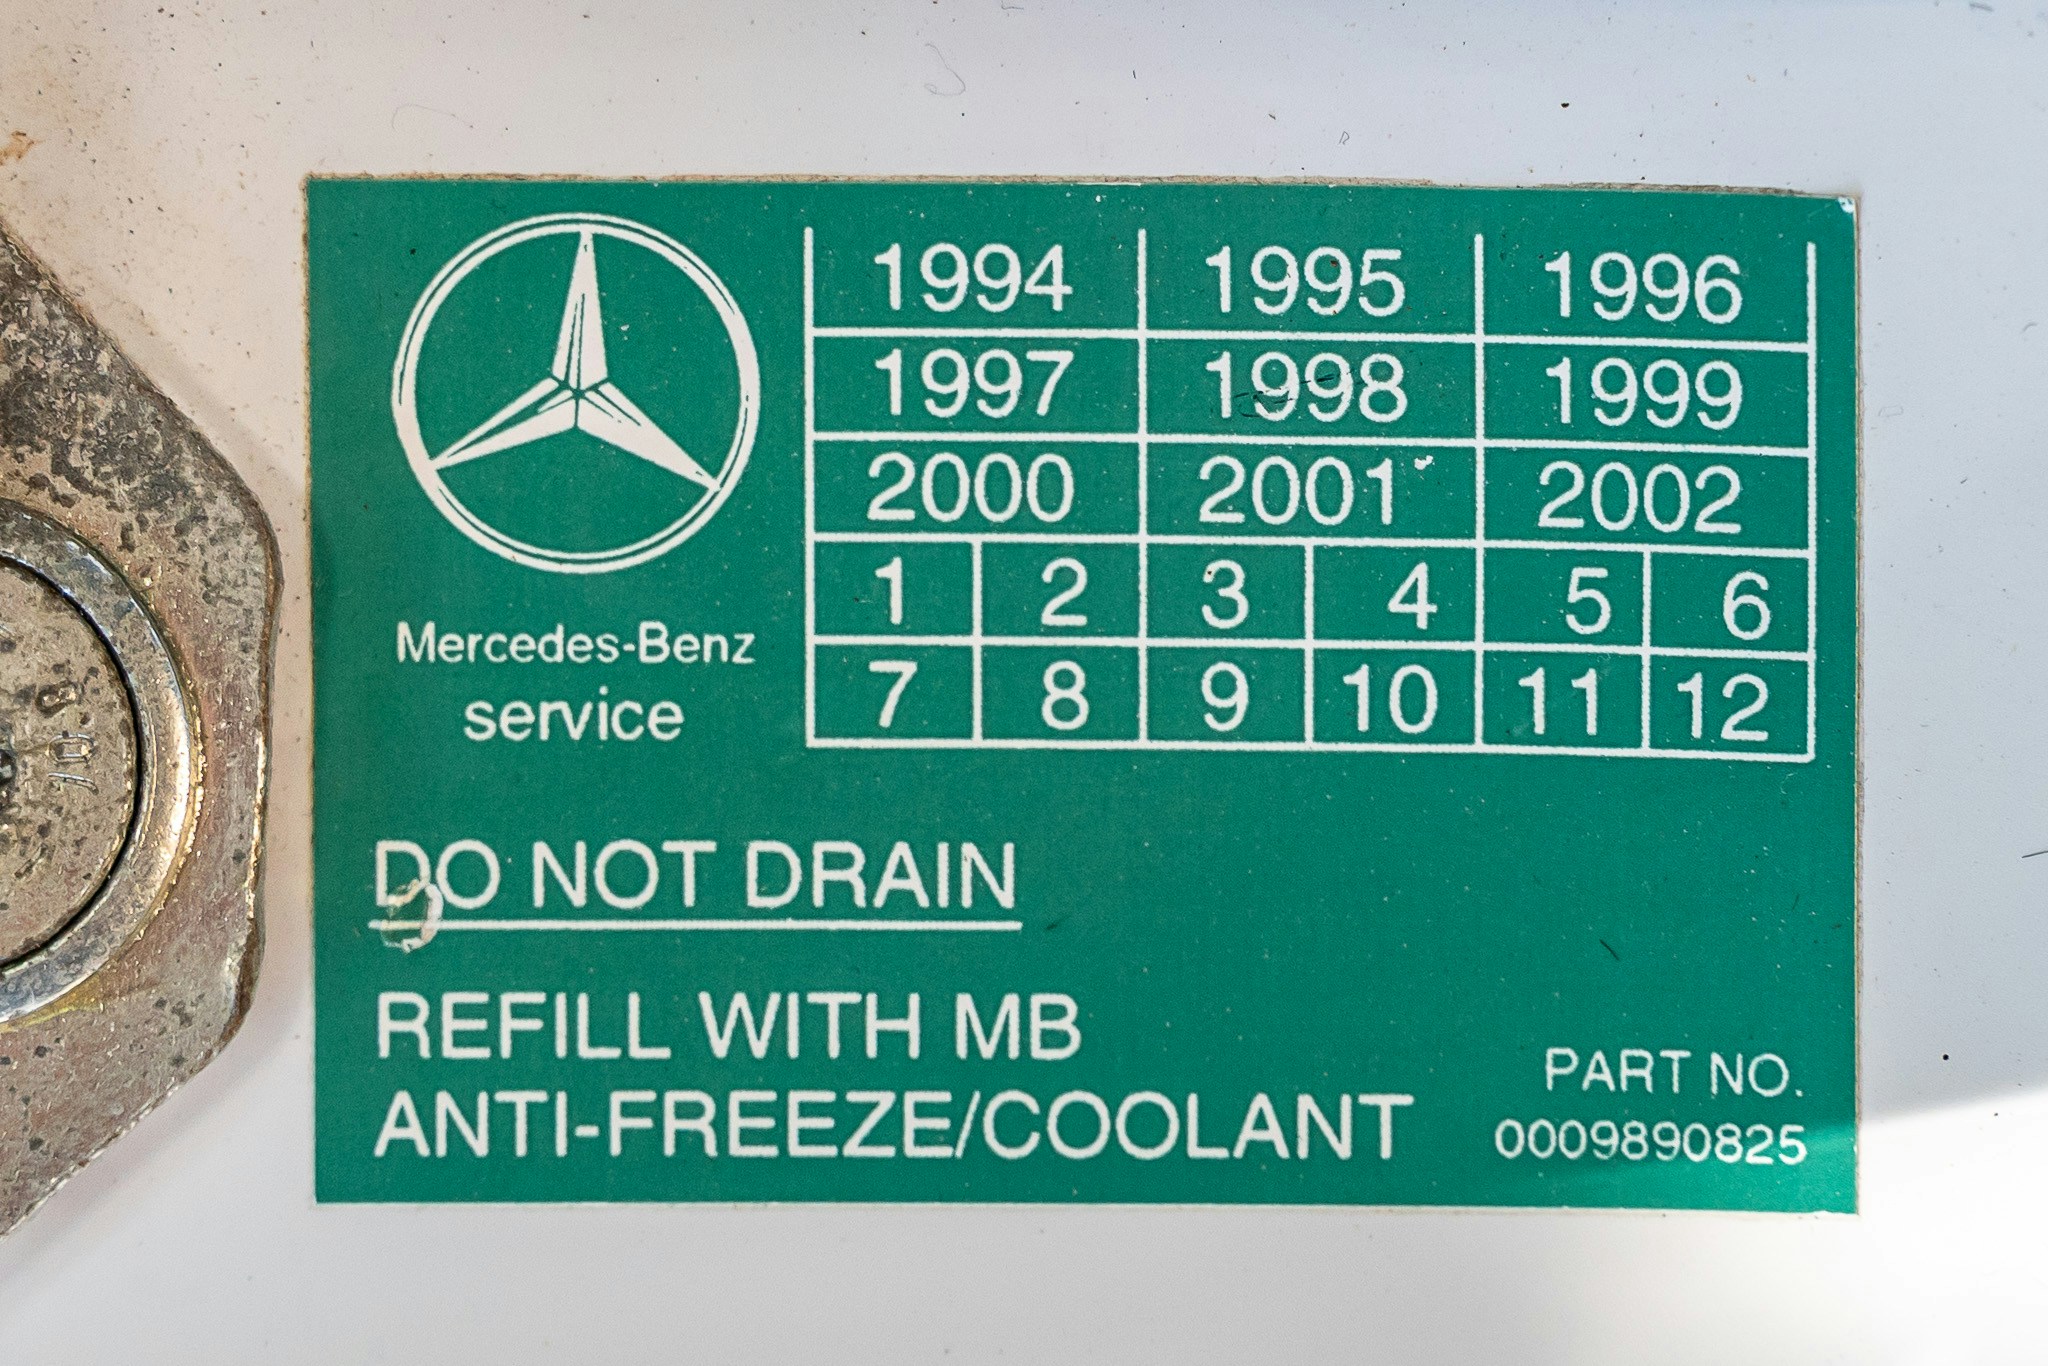 1994 1995 1996
1997 1998 1999
2000 2001 2002
1 2 3 4 5 6
7 8 9 10 11 12
Mercedes-Benz
service
DO NOT DRAIN
REFILL WITH MB
ANTI-FREEZE/COOLANT
PART NO.
0009890825